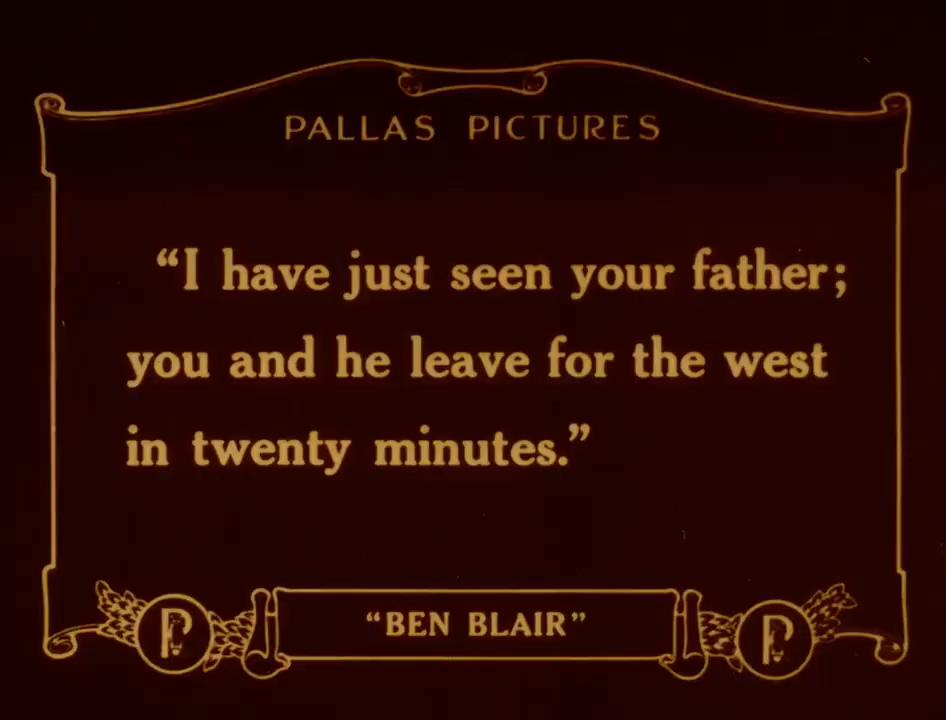 PALLAS PICTURES
“I have just seen your father;
you and he leave for the west
in twenty minutes.”
P
“BEN BLAIR”
P